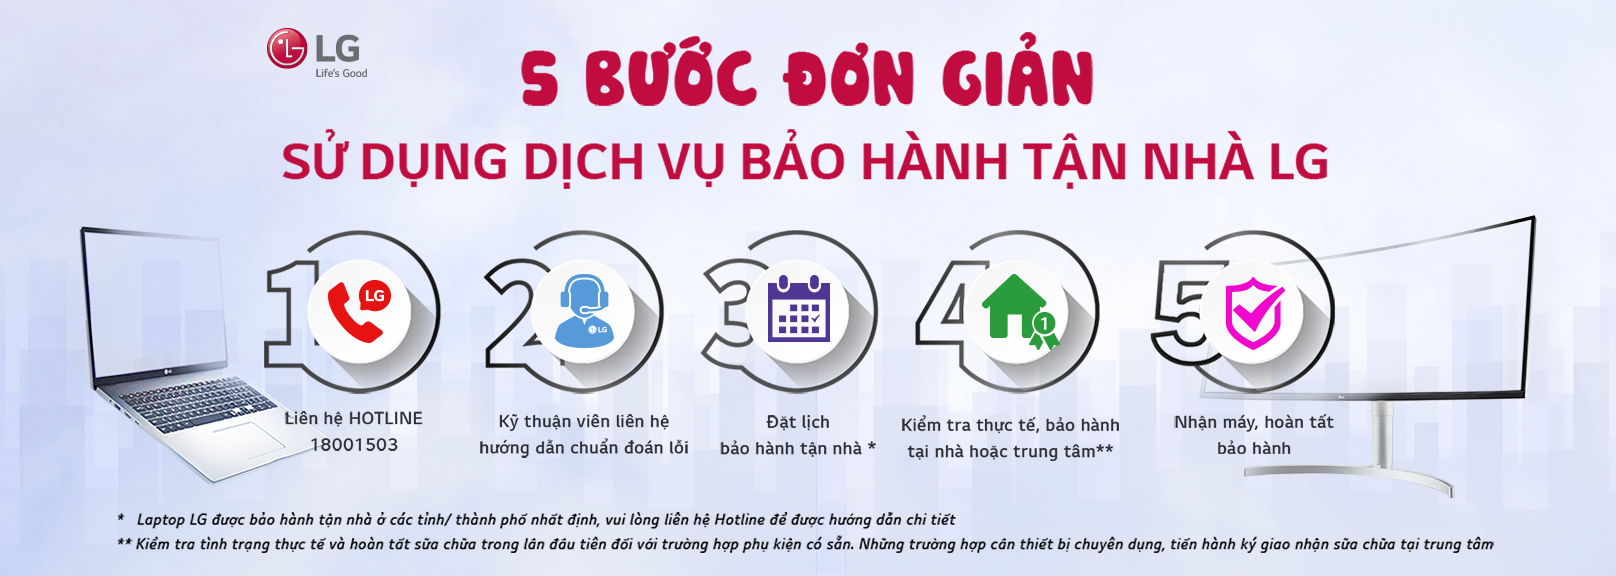 LG
Life's Good
5 BƯỚC ĐƠN GIẢN
SỬ DỤNG DỊCH VỤ BẢO HÀNH TẬN NHÀ LG
1
LG
Liên hệ HOTLINE
18001503
2
LG
Kỹ thuận viên liên hệ
hướng dẫn chuẩn đoán lỗi
3
Đặt lịch
bảo hành tận nhà *
4
1
Kiểm tra thực tế, bảo hành
tại nhà hoặc trung tâm**
5
Nhận máy, hoàn tất
bảo hành
* Laptop LG được bảo hành tận nhà ở các tỉnh/ thành phố nhất định, vui lòng liên hệ Hotline để được hướng dẫn chi tiết
** Kiểm tra tình trạng thực tế và hoàn tất sữa chữa trong lần đầu tiên đối với trường hợp phụ kiện có sẵn. Những trường hợp cần thiết bị chuyên dụng, tiến hành ký giao nhận sữa chữa tại trung tâm